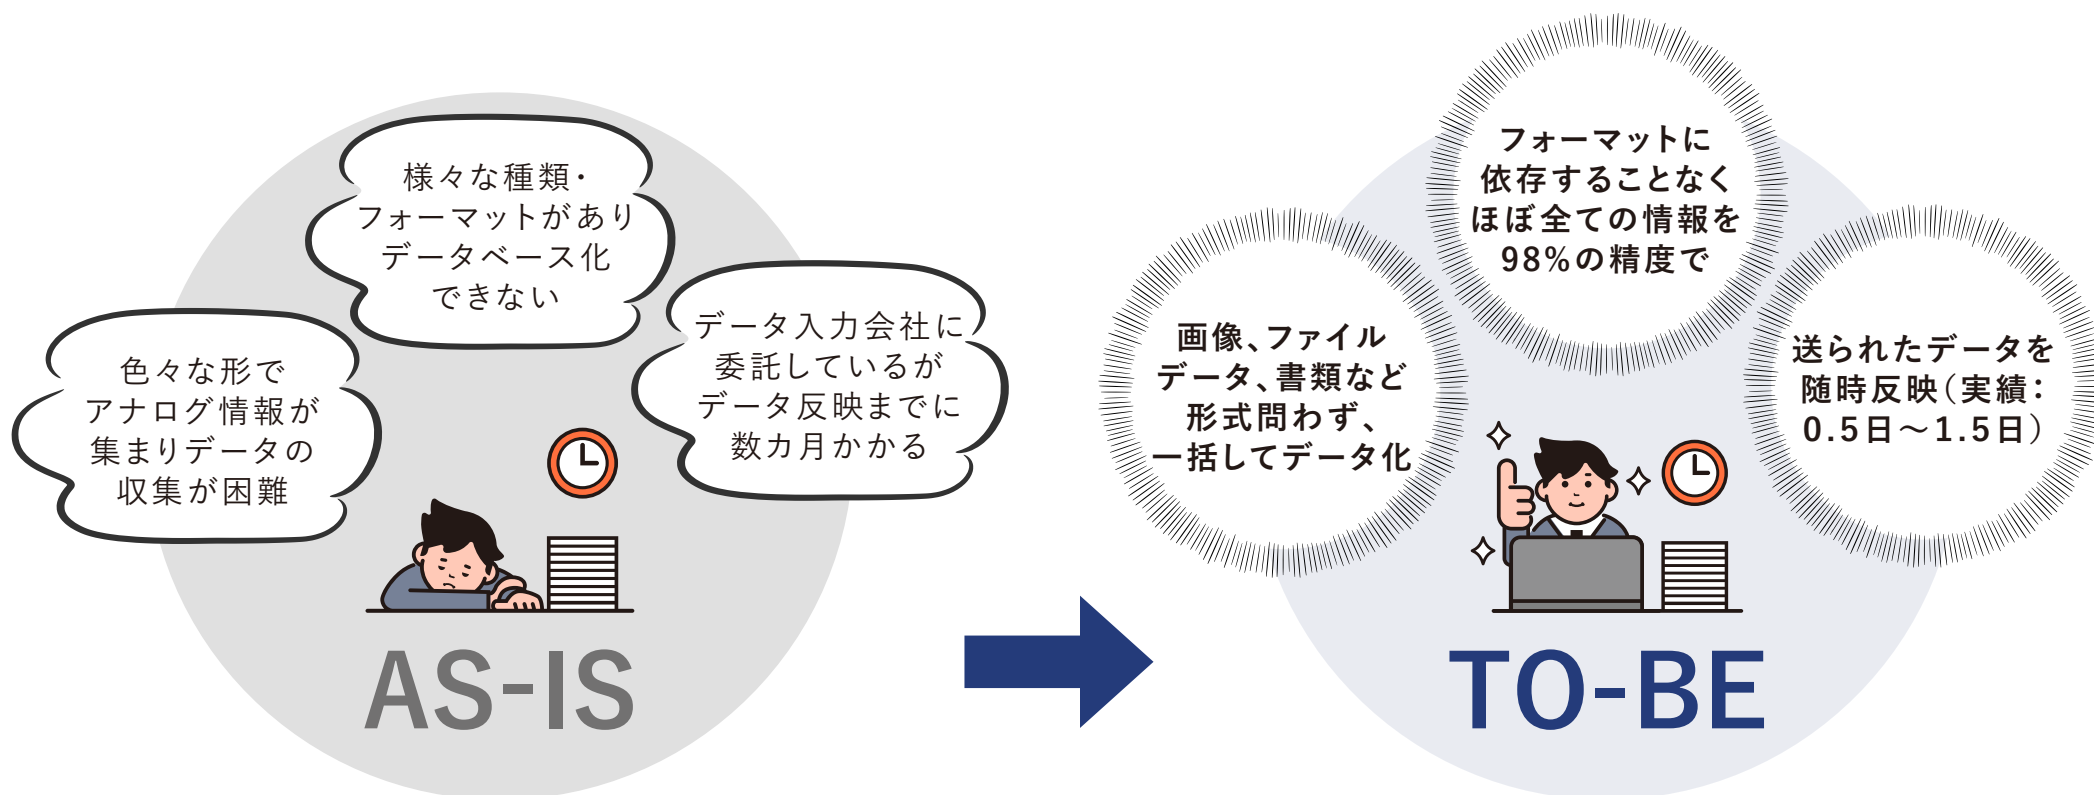 色々な形で
アナログ情報が
集まりデータの
収集が困難
様々な種類・
フォーマットがあり
データベース化
できない
データ入力会社に
委託しているが
データ反映までに
数カ月かかる
AS-IS
画像、ファイル
データ、書類など
形式問わず、
一括してデータ化
フォーマットに
依存することなく
ほぼ全ての情報を
98%の精度で
送られたデータを
随時反映(実績:
0.5日〜1.5日)
TO-BE